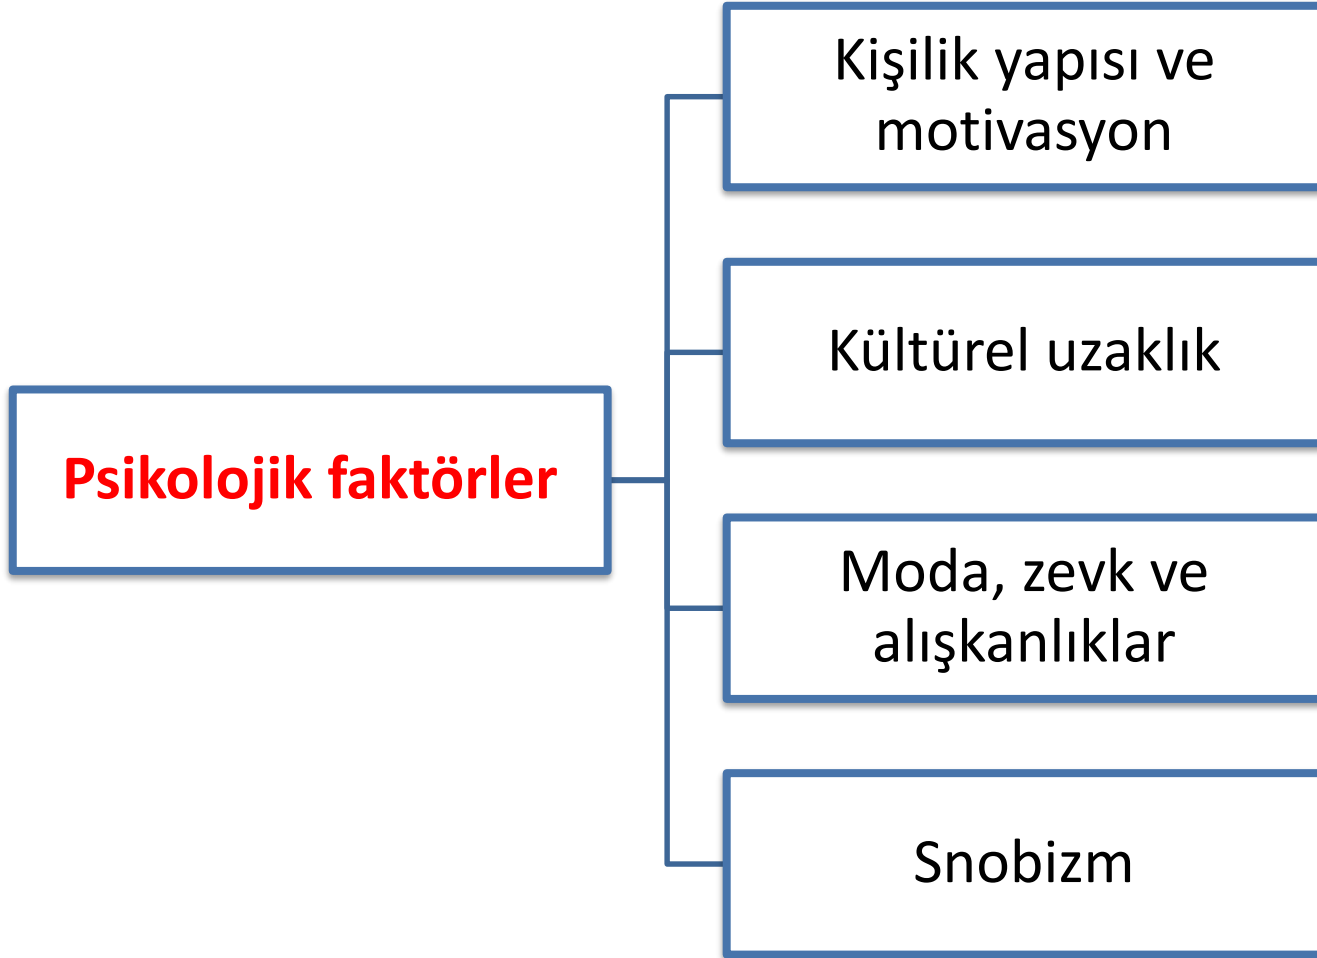 Kişilik yapısı ve
motivasyon
Kültürel uzaklık
Psikolojik faktörler
Moda, zevk ve
alışkanlıklar
Snobizm